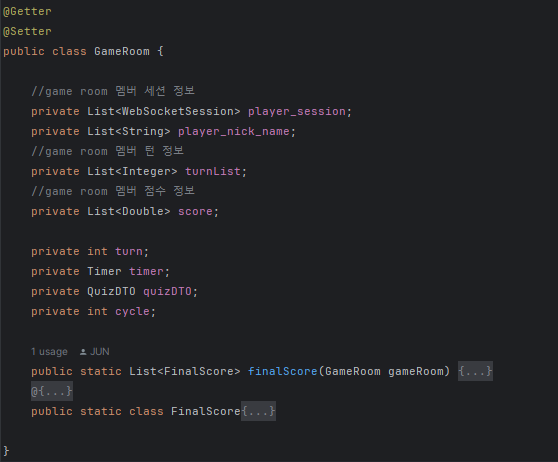 @Getter
@Setter
public class GameRoom {
//game room 멤버 세션 정보
private List<WebSocketSession> player_session;
private List<String> player_nick_name;
//game room 멤버 턴 정보
private List<Integer> turnList;
//game room 멤버 점수 정보
private List<Double> score;
private int turn;
private Timer timer;
private QuizDTO quizDTO;
private int cycle;
1 usage JUN
public static List<FinalScore> finalScore(GameRoom gameRoom) {...}
@{...}
public static class FinalScore{...}
}